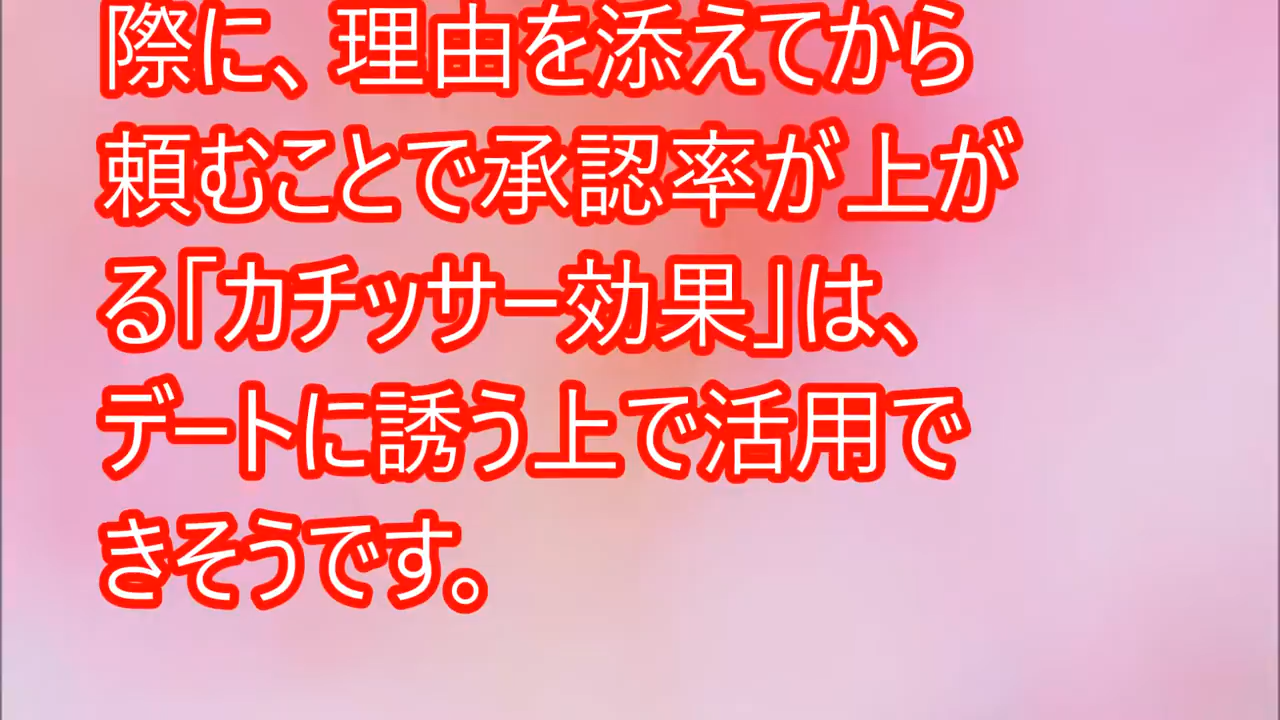 際に、理由を添えてから
頼むことで承認率が上が
る「カチッサー効果」は、
デートに誘う上で活用で
きそうです。